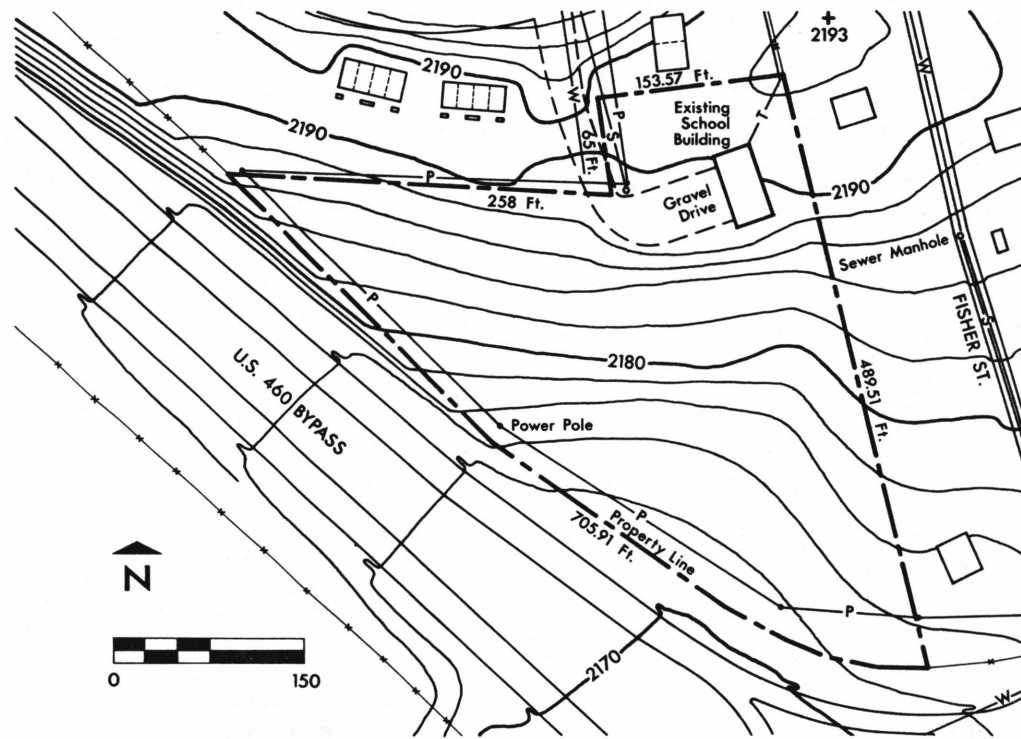 2193
2190
153.57 Ft.
W
P
S
65 Ft.
Existing
School
Building
T
W
2190
P
258 Ft.
Gravel
Drive
2190
Sewer Manhole
P
FISHER ST.
S
U.S. 460 BYPASS
2180
489.51 Ft.
Power Pole
P
Property Line
705.91 Ft.
N
P
2170
W
0 150